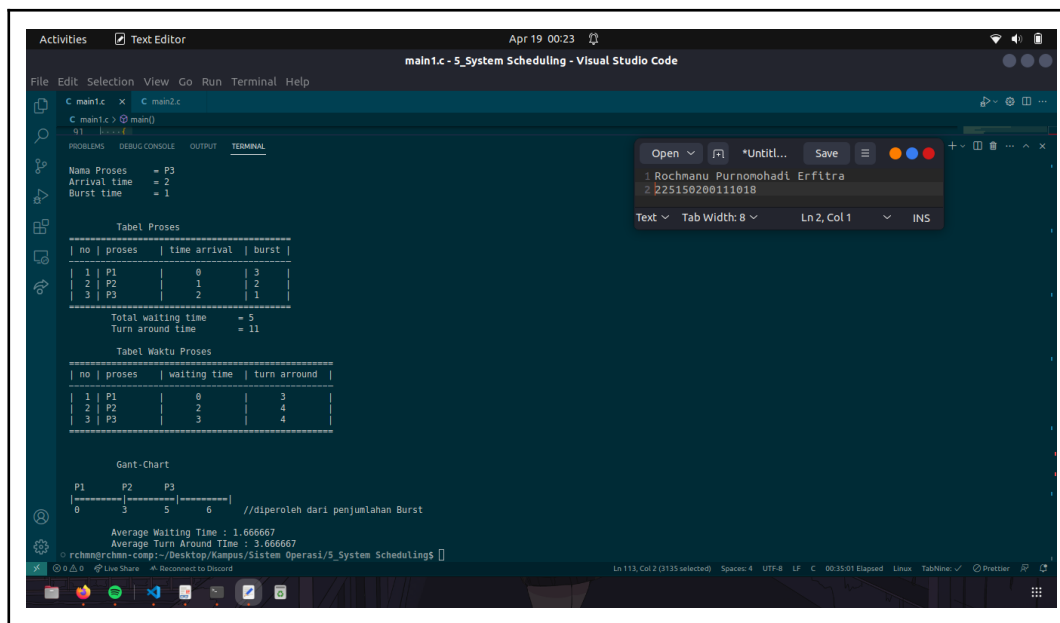 Activities Text Editor Apr 19 00:23
main1.c - 5_System Scheduling - Visual Studio Code
File Edit Selection View Go Run Terminal Help
C main1.c × C main2.c
C main1.c > main()
91 {
PROBLEMS DEBUG CONSOLE OUTPUT TERMINAL
Open *Untitl... Save
1 Rochmanu Purnomohadi Erfitra
2 225150200111018
Text Tab Width: 8 Ln 2, Col 1 INS
Nama Proses = P3
Arrival time = 2
Burst time = 1
Tabel Proses
==========================================
| no | proses | time arrival | burst |
------------------------------------------
| 1 | P1 | 0 | 3 |
| 2 | P2 | 1 | 2 |
| 3 | P3 | 2 | 1 |
==========================================
Total waiting time = 5
Turn around time = 11
Tabel Waktu Proses
==================================================
| no | proses | waiting time | turn arround |
--------------------------------------------------
| 1 | P1 | 0 | 3 |
| 2 | P2 | 2 | 4 |
| 3 | P3 | 3 | 4 |
==================================================
Gant-Chart
P1 P2 P3
|=========|=========|=========|
0 3 5 6 //diperoleh dari penjumlahan Burst
Average Waiting Time : 1.666667
Average Turn Around TIme : 3.666667
rchmn@rchmn-comp:~/Desktop/Kampus/Sistem Operasi/5_System Scheduling$
0 0 0 Live Share Reconnect to Discord Ln 113, Col 2 (3135 selected) Spaces: 4 UTF-8 LF C 00:35:01 Elapsed Linux TabNine: ✓ Prettier